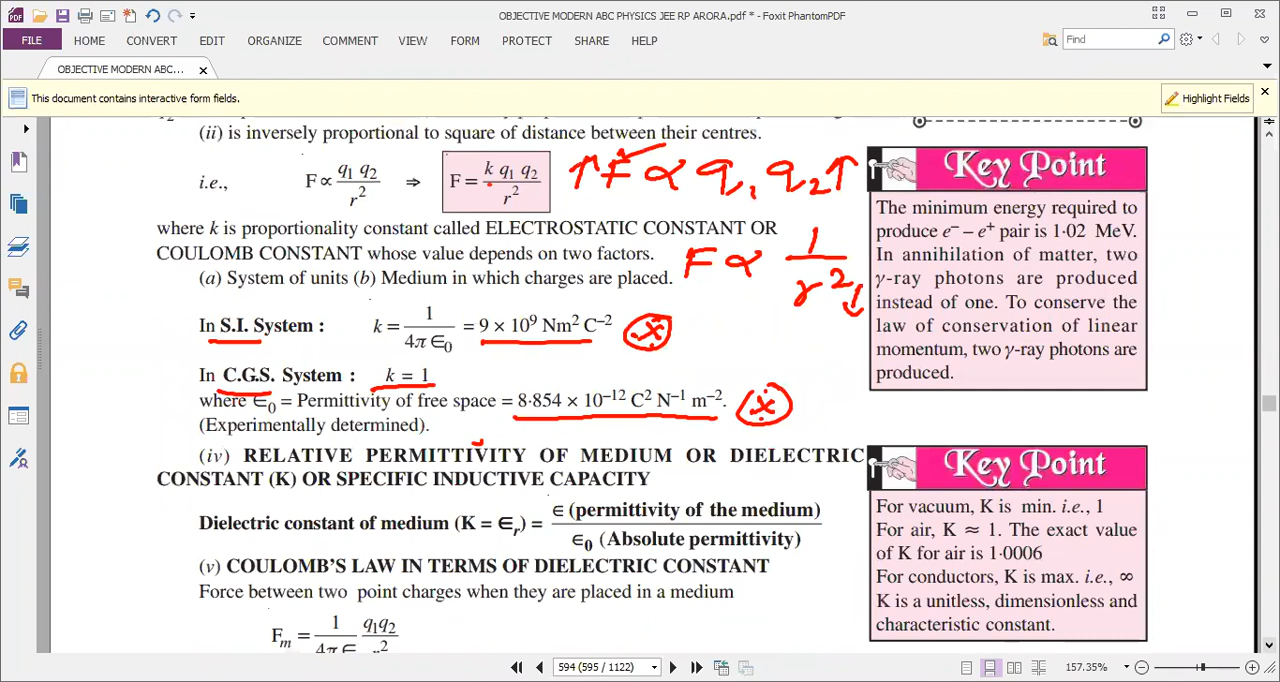 OBJECTIVE MODERN ABC PHYSICS JEE RP ARORA.pdf * - Foxit PhantomPDF
FILE HOME CONVERT EDIT ORGANIZE COMMENT VIEW FORM PROTECT SHARE HELP
Find
OBJECTIVE MODERN ABC...
This document contains interactive form fields.
Highlight Fields
(ii) is inversely proportional to square of distance between their centres.
i.e., F ∝ q1 q2 / r² ⇒ F = k q1 q2 / r²
↑F ∝ q1 q2↑
where k is proportionality constant called ELECTROSTATIC CONSTANT OR
COULOMB CONSTANT whose value depends on two factors.
F ∝ 1 / r²↓
(a) System of units (b) Medium in which charges are placed.
In S.I. System : k = 1 / 4π ∈0 = 9 × 10⁹ Nm² C⁻²
In C.G.S. System : k = 1
where ∈0 = Permittivity of free space = 8·854 × 10⁻¹² C² N⁻¹ m⁻².
(Experimentally determined).
(iv) RELATIVE PERMITTIVITY OF MEDIUM OR DIELECTRIC
CONSTANT (K) OR SPECIFIC INDUCTIVE CAPACITY
Dielectric constant of medium (K = ∈r) = ∈ (permittivity of the medium) / ∈0 (Absolute permittivity)
(v) COULOMB'S LAW IN TERMS OF DIELECTRIC CONSTANT
Force between two point charges when they are placed in a medium
Fm = 1 / 4π ∈ q1q2 / r²
Key Point
The minimum energy required to
produce e⁻ – e⁺ pair is 1·02 MeV.
In annihilation of matter, two
γ-ray photons are produced
instead of one. To conserve the
law of conservation of linear
momentum, two γ-ray photons are
produced.
Key Point
For vacuum, K is min. i.e., 1
For air, K ≈ 1. The exact value
of K for air is 1·0006
For conductors, K is max. i.e., ∞
K is a unitless, dimensionless and
characteristic constant.
594 (595 / 1122)
157.35%